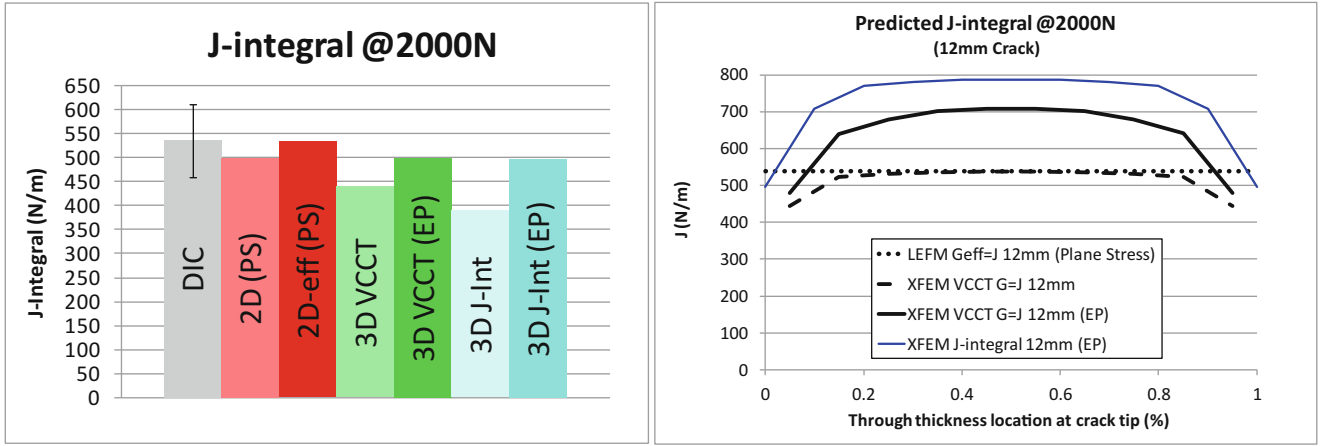 J-integral @2000N
J-Integral (N/m)
650
600
550
500
450
400
350
300
250
200
150
100
50
0
DIC
2D (PS)
2D-eff (PS)
3D VCCT
3D VCCT (EP)
3D J-Int
3D J-Int (EP)
Predicted J-integral @2000N
(12mm Crack)
J (N/m)
800
700
600
500
400
300
200
100
0
LEFM Geff=J 12mm (Plane Stress)
XFEM VCCT G=J 12mm
XFEM VCCT G=J 12mm (EP)
XFEM J-integral 12mm (EP)
0
0.2
0.4
0.6
0.8
1
Through thickness location at crack tip (%)